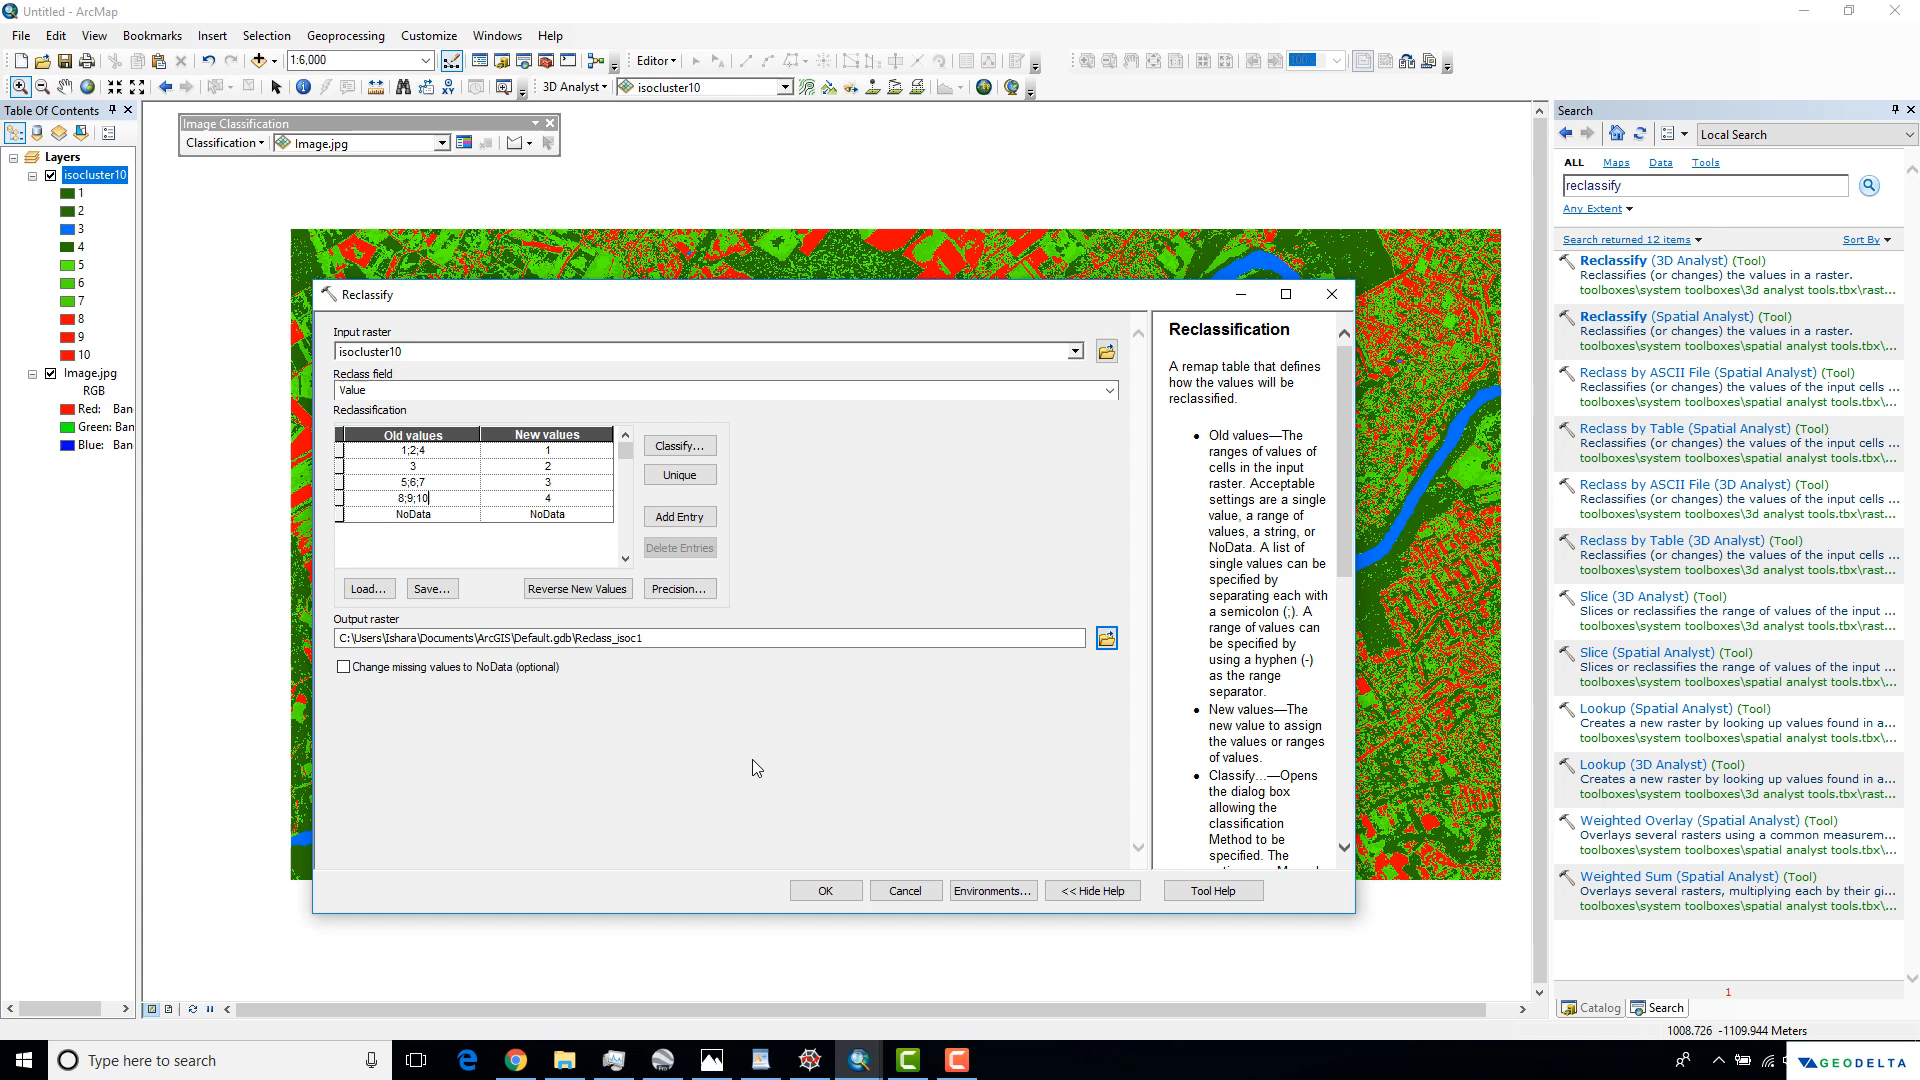 Untitled - ArcMap
File Edit View Bookmarks Insert Selection Geoprocessing Customize Windows Help
1:6,000 Editor 100%
3D Analyst isocluster10
Table Of Contents
Layers
isocluster10
1
2
3
4
5
6
7
8
9
10
Image.jpg
RGB
Red: Ban
Green: Ban
Blue: Ban
Image Classification
Classification Image.jpg
Reclassify
Input raster
isocluster10
Reclass field
Value
Reclassification
Old values New values
1;2;4 1
3 2
5;6;7 3
8;9;10 4
NoData NoData
Classify...
Unique
Add Entry
Delete Entries
Load... Save... Reverse New Values Precision...
Output raster
C:\Users\Ishara\Documents\ArcGIS\Default.gdb\Reclass_isoc1
Change missing values to NoData (optional)
OK Cancel Environments... << Hide Help Tool Help
Reclassification
A remap table that defines
how the values will be
reclassified.
• Old values—The
ranges of values of
cells in the input
raster. Acceptable
settings are a single
value, a range of
values, a string, or
NoData. A list of
single values can be
specified by
separating each with
a semicolon (;). A
range of values can
be specified by
using a hyphen (-)
as the range
separator.
• New values—The
new value to assign
the values or ranges
of values.
• Classify...—Opens
the dialog box
allowing the
classification
Method to be
specified. The
Search
Local Search
ALL Maps Data Tools
reclassify
Any Extent
Search returned 12 items Sort By
Reclassify (3D Analyst) (Tool)
Reclassifies (or changes) the values in a raster.
toolboxes\system toolboxes\3d analyst tools.tbx\rast...
Reclassify (Spatial Analyst) (Tool)
Reclassifies (or changes) the values in a raster.
toolboxes\system toolboxes\spatial analyst tools.tbx\...
Reclass by ASCII File (Spatial Analyst) (Tool)
Reclassifies (or changes) the values of the input cells ...
toolboxes\system toolboxes\spatial analyst tools.tbx\...
Reclass by Table (Spatial Analyst) (Tool)
Reclassifies (or changes) the values of the input cells ...
toolboxes\system toolboxes\spatial analyst tools.tbx\...
Reclass by ASCII File (3D Analyst) (Tool)
Reclassifies (or changes) the values of the input cells ...
toolboxes\system toolboxes\3d analyst tools.tbx\rast...
Reclass by Table (3D Analyst) (Tool)
Reclassifies (or changes) the values of the input cells ...
toolboxes\system toolboxes\3d analyst tools.tbx\rast...
Slice (3D Analyst) (Tool)
Slices or reclassifies the range of values of the input ...
toolboxes\system toolboxes\3d analyst tools.tbx\rast...
Slice (Spatial Analyst) (Tool)
Slices or reclassifies the range of values of the input ...
toolboxes\system toolboxes\spatial analyst tools.tbx\...
Lookup (Spatial Analyst) (Tool)
Creates a new raster by looking up values found in a...
toolboxes\system toolboxes\spatial analyst tools.tbx\...
Lookup (3D Analyst) (Tool)
Creates a new raster by looking up values found in a...
toolboxes\system toolboxes\3d analyst tools.tbx\rast...
Weighted Overlay (Spatial Analyst) (Tool)
Overlays several rasters using a common measurem...
toolboxes\system toolboxes\spatial analyst tools.tbx\...
Weighted Sum (Spatial Analyst) (Tool)
Overlays several rasters, multiplying each by their gi...
toolboxes\system toolboxes\spatial analyst tools.tbx\...
1
Catalog Search
1008.726 -1109.944 Meters
Type here to search
GEODELTA